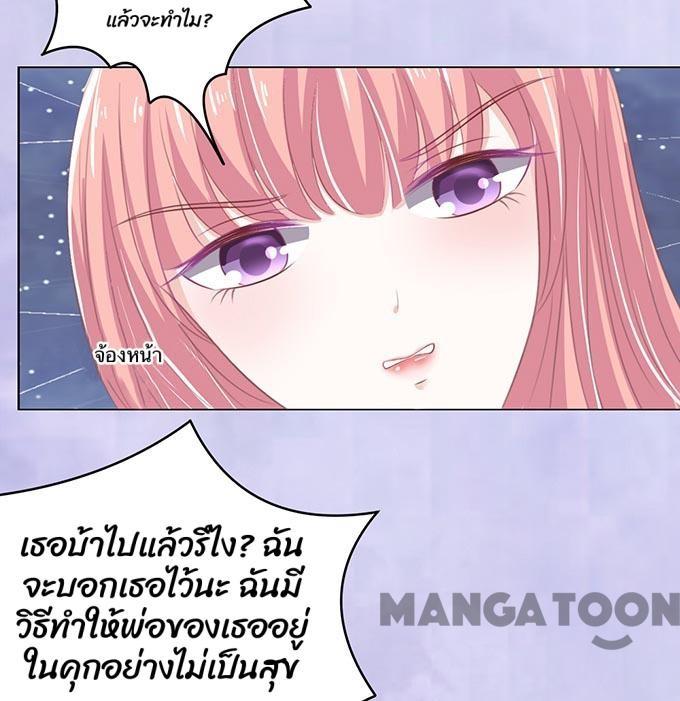 แล้วจะทำไม?
จ้องหน้า
เธอบ้าไปแล้วรึไง? ฉัน
จะบอกเธอไว้นะ ฉันมี
วิธีทำให้พ่อของเธออยู่
ในคุกอย่างไม่เป็นสุข
MANGATOON